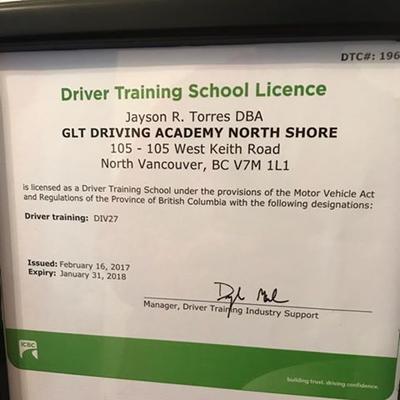 DTC#: 196
Driver Training School Licence
Jayson R. Torres DBA
GLT DRIVING ACADEMY NORTH SHORE
105 - 105 West Keith Road
North Vancouver, BC V7M 1L1
is licensed as a Driver Training School under the provisions of the Motor Vehicle Act
and Regulations of the Province of British Columbia with the following designations:
Driver training: DIV27
Issued: February 16, 2017
Expiry: January 31, 2018
Manager, Driver Training Industry Support
ICBC
building trust. driving confidence.